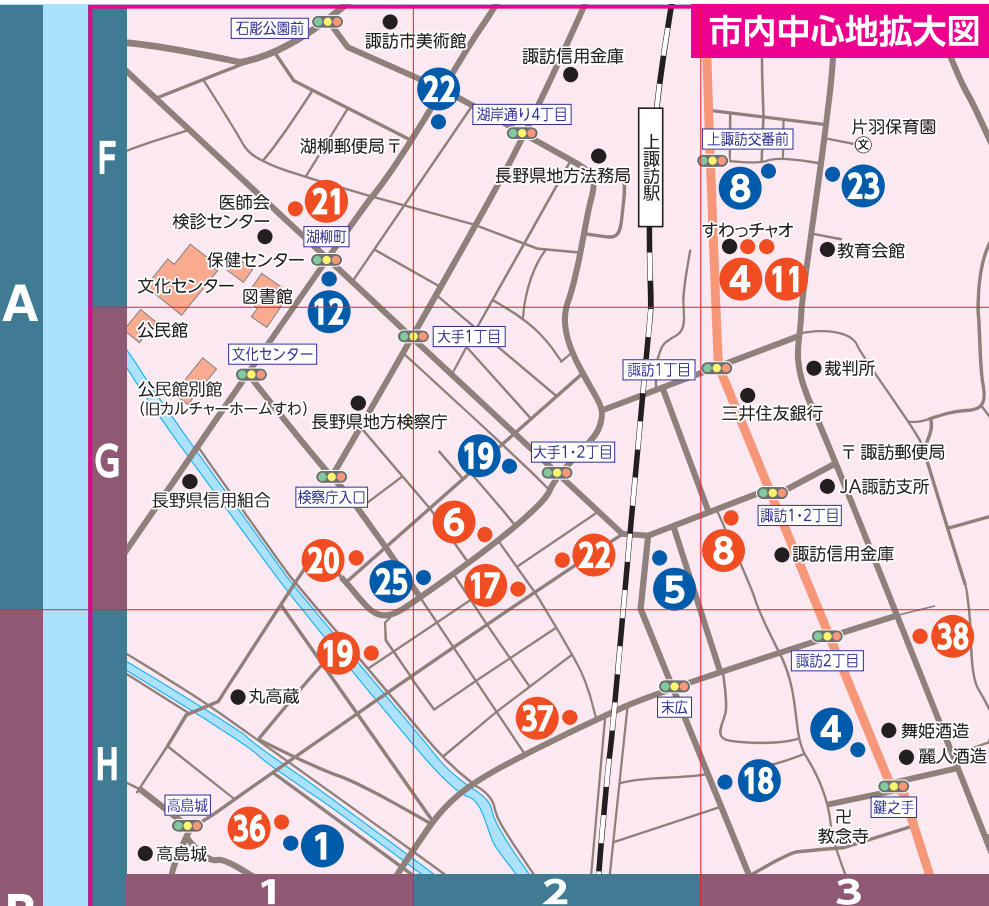 市内中心地拡大図
石彫公園前
諏訪市美術館
諏訪信用金庫
22
湖岸通り4丁目
上諏訪交番前
片羽保育園
文
湖柳郵便局〒
長野県地方法務局
上諏訪駅
F
8
23
医師会
検診センター
21
湖柳町
すわっチャオ
保健センター
文化センター
図書館
12
4
11
教育会館
A
公民館
大手1丁目
文化センター
諏訪1丁目
裁判所
公民館別館
(旧カルチャーホームすわ)
長野県地方検察庁
三井住友銀行
G
19
大手1・2丁目
〒諏訪郵便局
長野県信用組合
検察庁入口
JA諏訪支所
諏訪1・2丁目
6
20
25
17
22
5
8
諏訪信用金庫
19
38
諏訪2丁目
丸高蔵
37
末広
4
舞姫酒造
麗人酒造
H
18
高島城
鍵之手
36
1
卍
教念寺
高島城
1
2
3
B